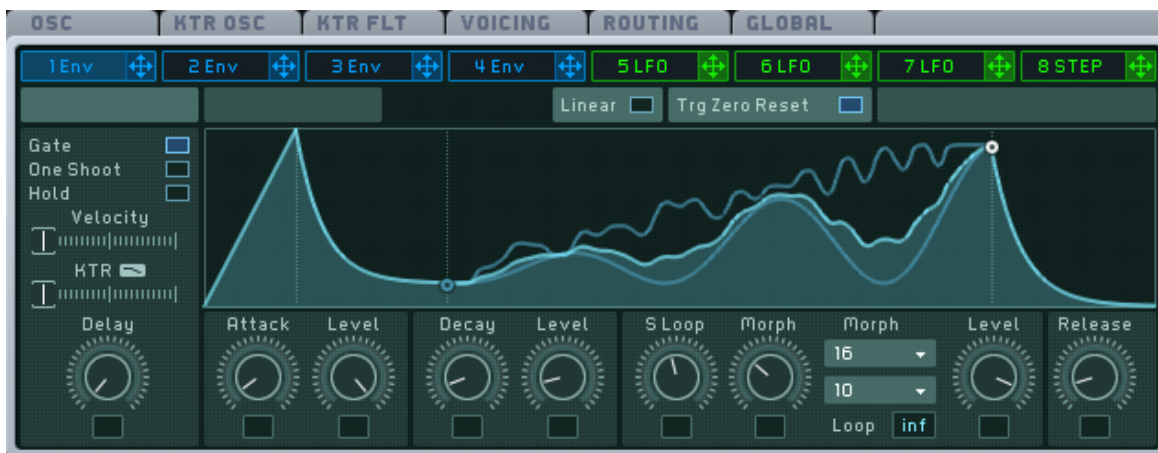 OSC KTR OSC KTR FLT VOICING ROUTING GLOBAL
1 Env 2 Env 3 Env 4 Env 5 LFO 6 LFO 7 LFO 8 STEP
Linear Trg Zero Reset
Gate
One Shoot
Hold
Velocity
KTR
Delay Attack Level Decay Level S Loop Morph Morph Level Release
16
10
Loop inf